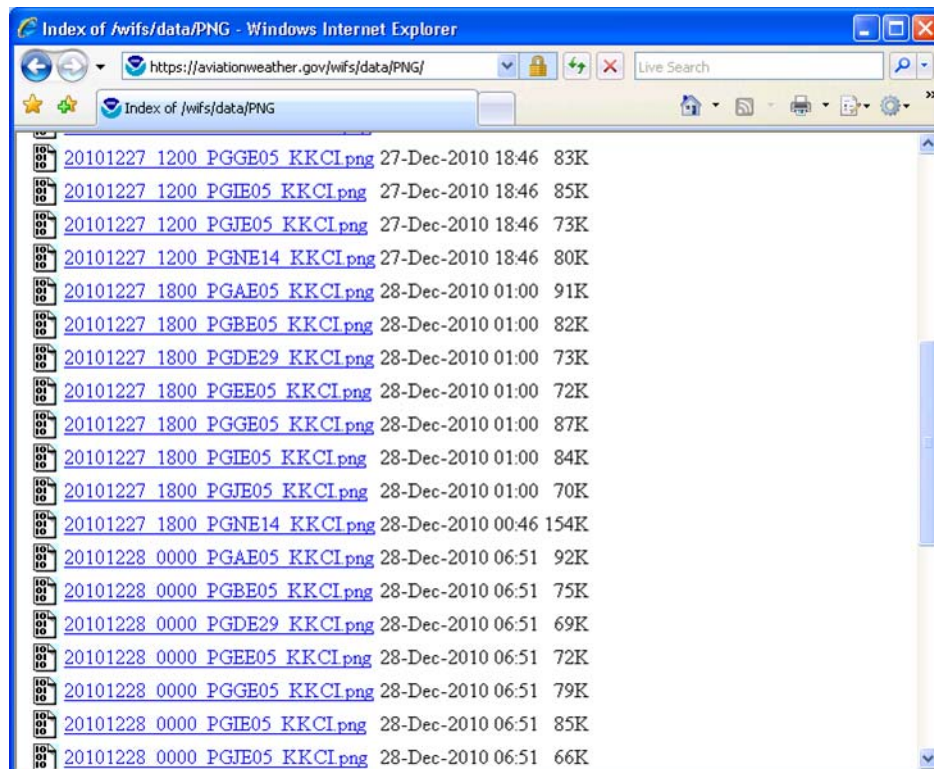 Index of /wifs/data/PNG - Windows Internet Explorer
https://aviationweather.gov/wifs/data/PNG/ Live Search
Index of /wifs/data/PNG
20101227_1200_PGGE05_KKCI.png 27-Dec-2010 18:46 83K
20101227_1200_PGIE05_KKCI.png 27-Dec-2010 18:46 85K
20101227_1200_PGJE05_KKCI.png 27-Dec-2010 18:46 73K
20101227_1200_PGNE14_KKCI.png 27-Dec-2010 18:46 80K
20101227_1800_PGAE05_KKCI.png 28-Dec-2010 01:00 91K
20101227_1800_PGBE05_KKCI.png 28-Dec-2010 01:00 82K
20101227_1800_PGDE29_KKCI.png 28-Dec-2010 01:00 73K
20101227_1800_PGEE05_KKCI.png 28-Dec-2010 01:00 72K
20101227_1800_PGGE05_KKCI.png 28-Dec-2010 01:00 87K
20101227_1800_PGIE05_KKCI.png 28-Dec-2010 01:00 84K
20101227_1800_PGJE05_KKCI.png 28-Dec-2010 01:00 70K
20101227_1800_PGNE14_KKCI.png 28-Dec-2010 00:46 154K
20101228_0000_PGAE05_KKCI.png 28-Dec-2010 06:51 92K
20101228_0000_PGBE05_KKCI.png 28-Dec-2010 06:51 75K
20101228_0000_PGDE29_KKCI.png 28-Dec-2010 06:51 69K
20101228_0000_PGEE05_KKCI.png 28-Dec-2010 06:51 72K
20101228_0000_PGGE05_KKCI.png 28-Dec-2010 06:51 79K
20101228_0000_PGIE05_KKCI.png 28-Dec-2010 06:51 85K
20101228_0000_PGJE05_KKCI.png 28-Dec-2010 06:51 66K